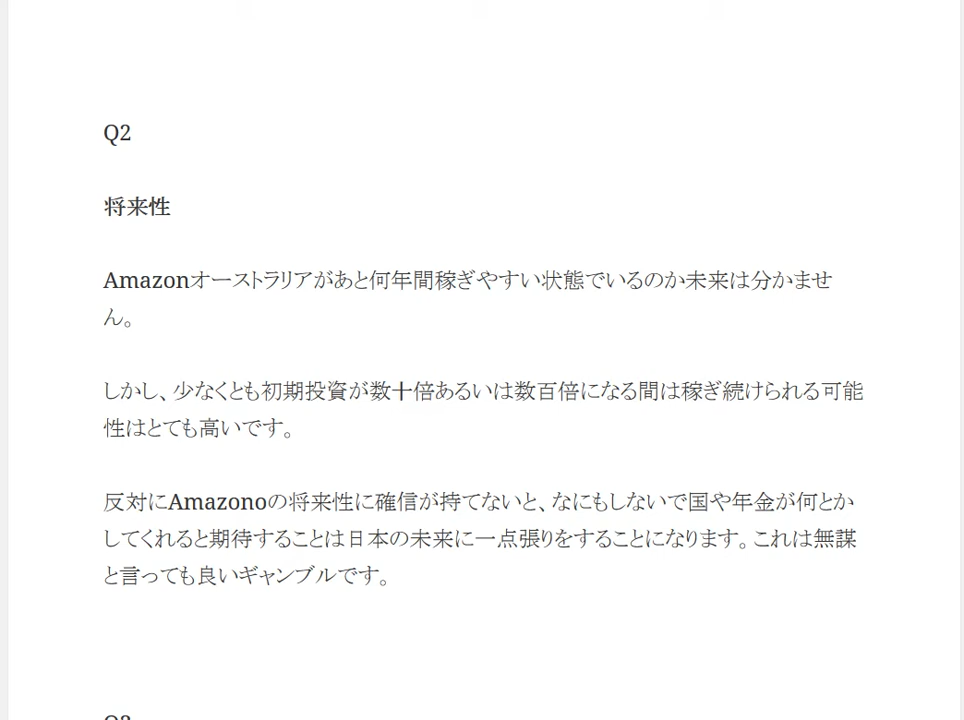 Q2
将来性
Amazonオーストラリアがあと何年間稼ぎやすい状態でいるのか未来は分かませ
ん。
しかし、少なくとも初期投資が数十倍あるいは数百倍になる間は稼ぎ続けられる可能
性はとても高いです。
反対にAmazonoの将来性に確信が持てないと、なにもしないで国や年金が何とか
してくれると期待することは日本の未来に一点張りをすることになります。これは無謀
と言っても良いギャンブルです。